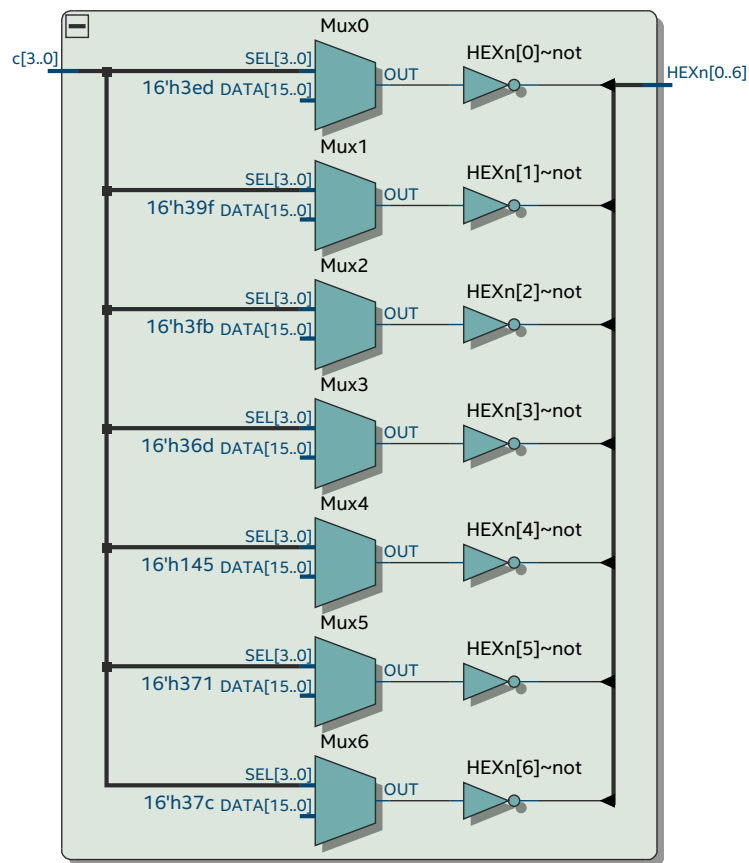 Mux0
c[3..0]
SEL[3..0]
HEXn[0]~not
16'h3ed DATA[15..0]
OUT
HEXn[0..6]
Mux1
SEL[3..0]
HEXn[1]~not
16'h39f DATA[15..0]
OUT
Mux2
SEL[3..0]
HEXn[2]~not
16'h3fb DATA[15..0]
OUT
Mux3
SEL[3..0]
HEXn[3]~not
16'h36d DATA[15..0]
OUT
Mux4
SEL[3..0]
HEXn[4]~not
16'h145 DATA[15..0]
OUT
Mux5
SEL[3..0]
HEXn[5]~not
16'h371 DATA[15..0]
OUT
Mux6
SEL[3..0]
HEXn[6]~not
16'h37c DATA[15..0]
OUT